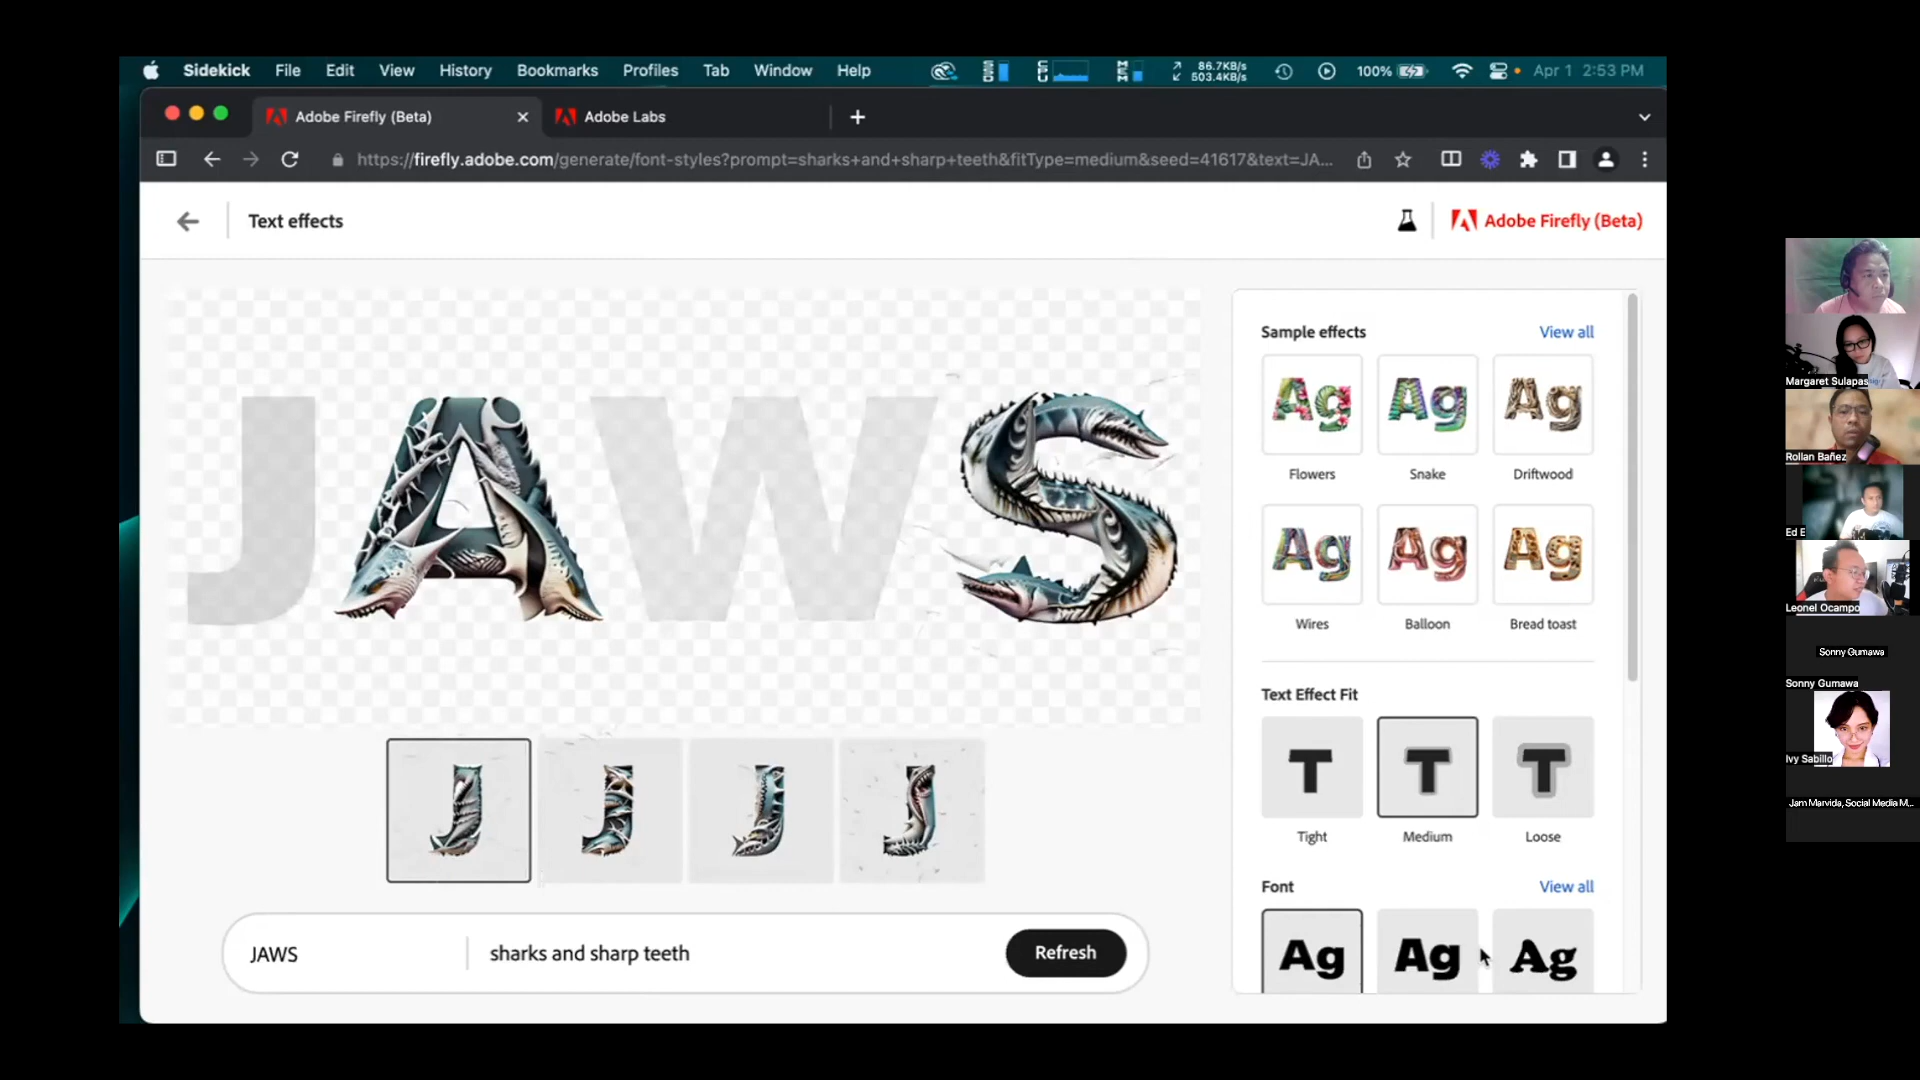 Sidekick File Edit View History Bookmarks Profiles Tab Window Help 86.7KB/s 503.4KB/s 100% Apr 1 2:53 PM
Adobe Firefly (Beta) Adobe Labs
https://firefly.adobe.com/generate/font-styles?prompt=sharks+and+sharp+teeth&fitType=medium&seed=41617&text=JA...
Text effects
Adobe Firefly (Beta)
JAWS
Sample effects View all
Ag Ag Ag
Flowers Snake Driftwood
Ag Ag Ag
Wires Balloon Bread toast
Text Effect Fit
T T T
Tight Medium Loose
Font View all
Ag Ag Ag
J J J J
JAWS sharks and sharp teeth Refresh
Margaret Sulapas
Rollan Bañez
Ed E
Leonel Ocampo
Sonny Gumawa
Sonny Gumawa
Ivy Sabillo
Jam Marvida, Social Media M...